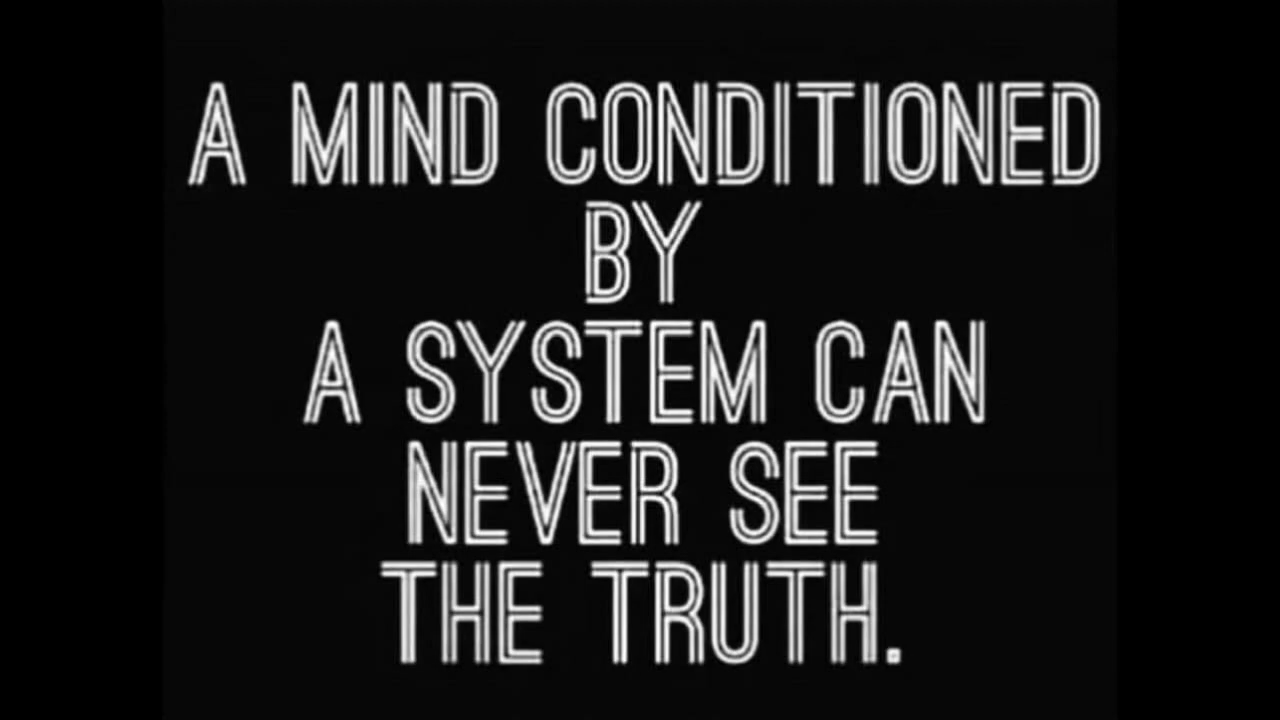 A MIND CONDITIONED
BY
A SYSTEM CAN
NEVER SEE
THE TRUTH.